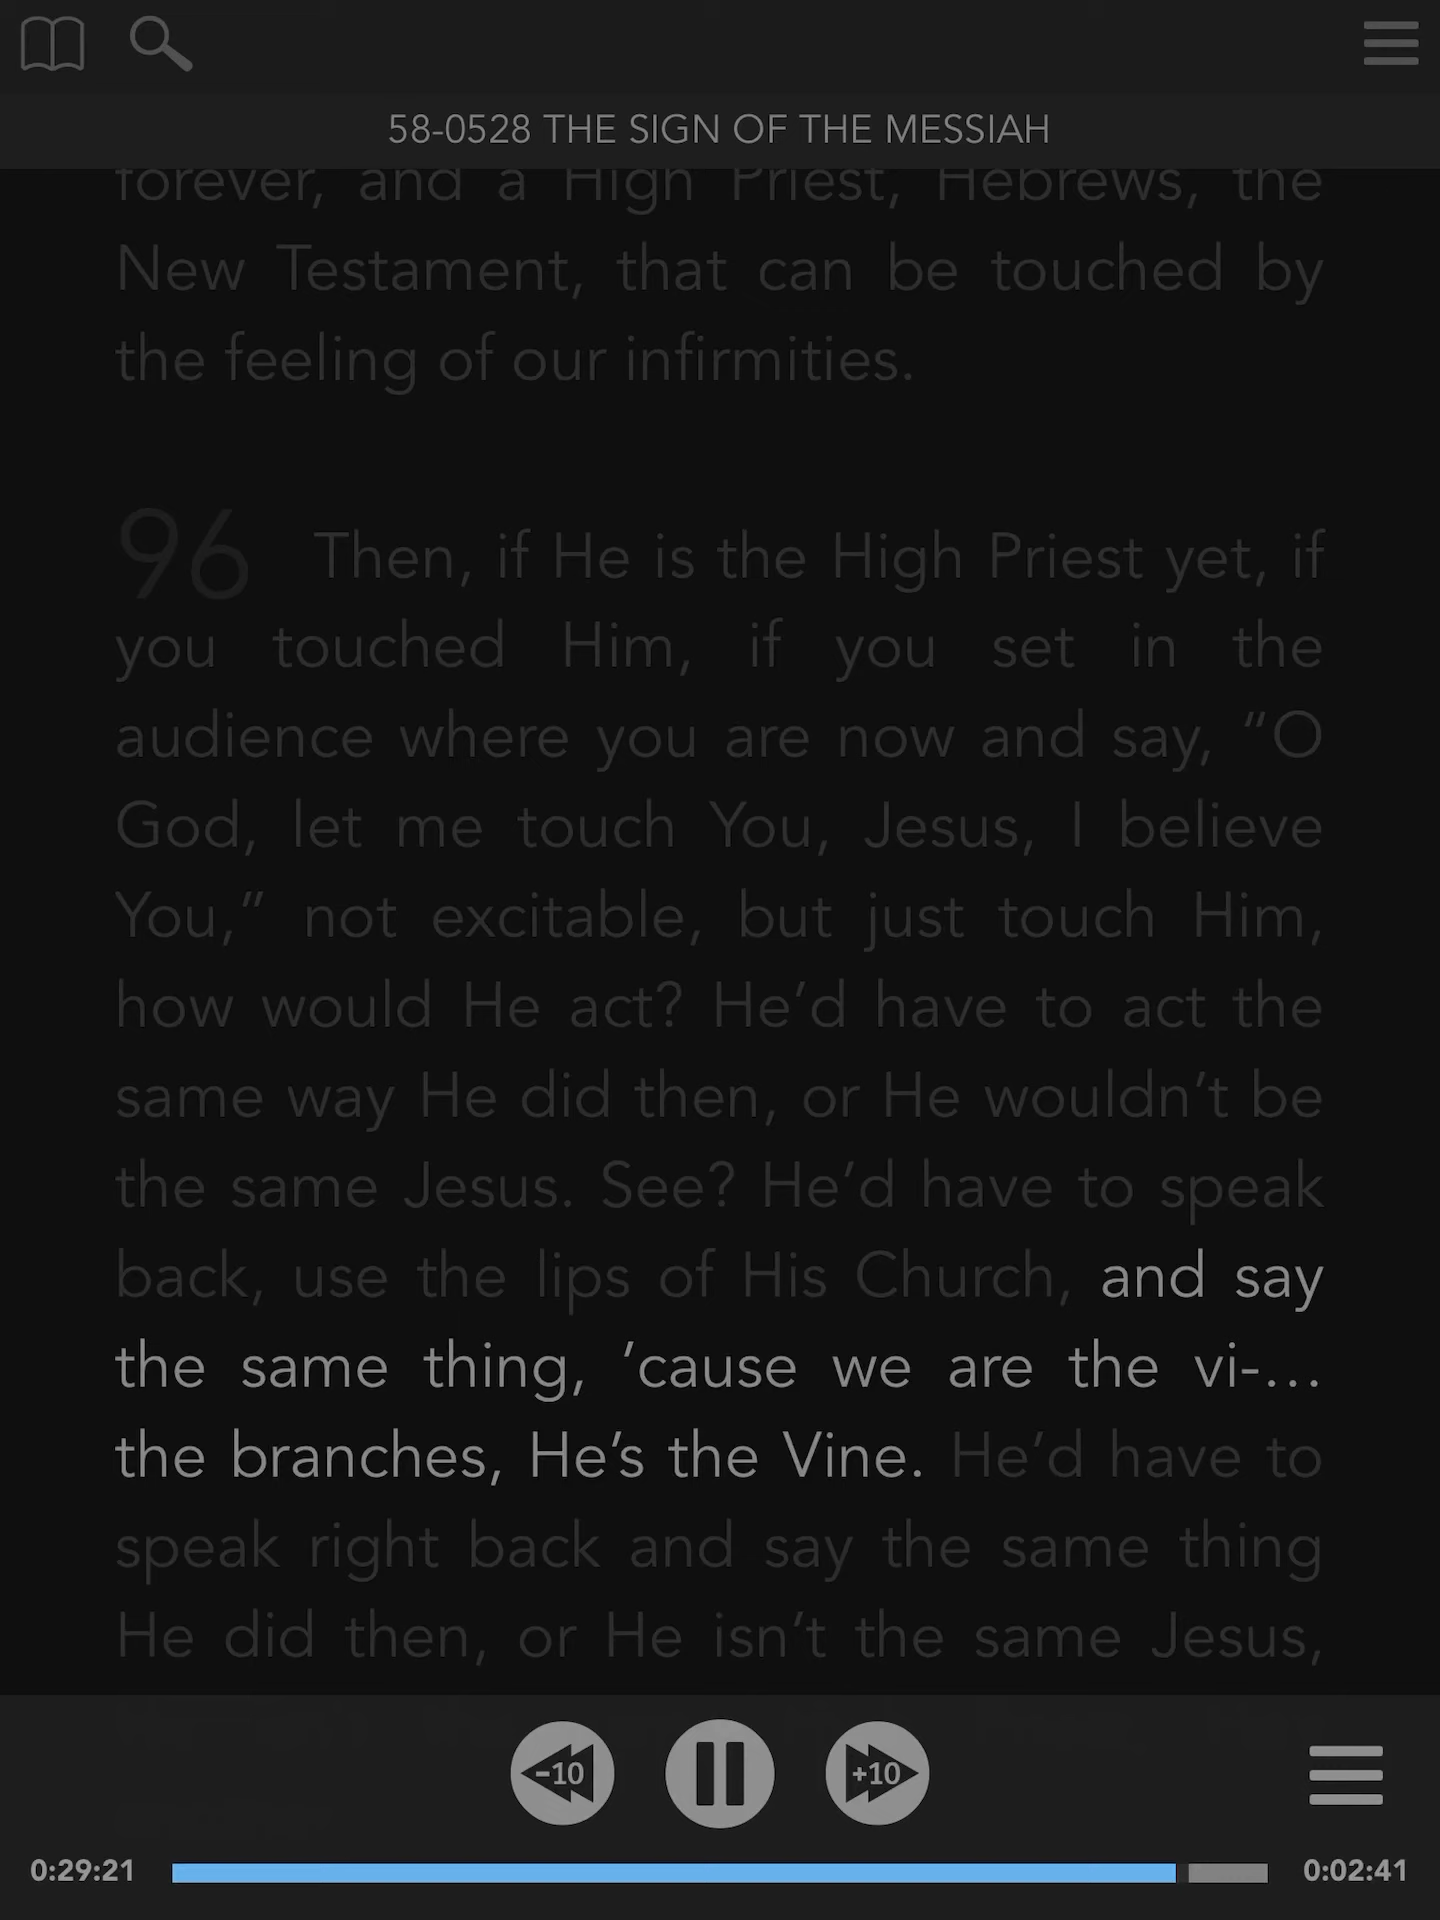 58-0528 THE SIGN OF THE MESSIAH
forever, and a High Priest, Hebrews, the
New Testament, that can be touched by
the feeling of our infirmities.
96 Then, if He is the High Priest yet, if
you touched Him, if you set in the
audience where you are now and say, “O
God, let me touch You, Jesus, I believe
You,” not excitable, but just touch Him,
how would He act? He’d have to act the
same way He did then, or He wouldn’t be
the same Jesus. See? He’d have to speak
back, use the lips of His Church, and say
the same thing, ’cause we are the vi-…
the branches, He’s the Vine. He’d have to
speak right back and say the same thing
He did then, or He isn’t the same Jesus,
-10 +10
0:29:21 0:02:41